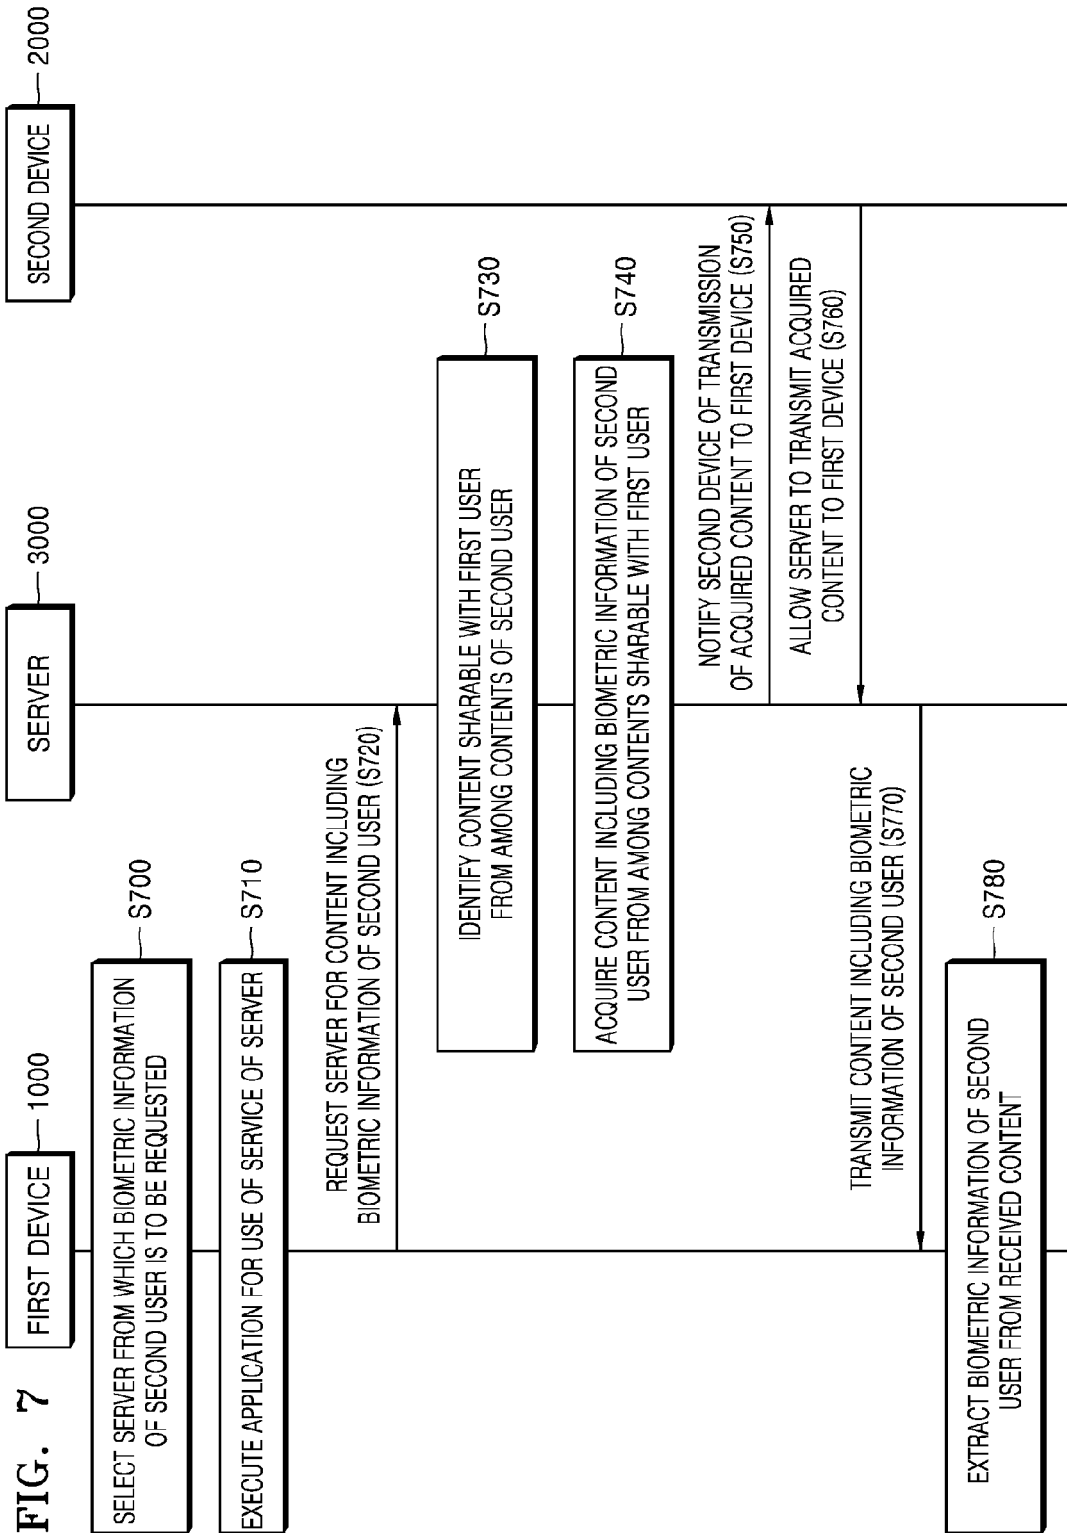 FIG. 7
FIRST DEVICE
1000
SERVER
3000
SECOND DEVICE
2000
SELECT SERVER FROM WHICH BIOMETRIC INFORMATION
OF SECOND USER IS TO BE REQUESTED
S700
EXECUTE APPLICATION FOR USE OF SERVICE OF SERVER
S710
REQUEST SERVER FOR CONTENT INCLUDING
BIOMETRIC INFORMATION OF SECOND USER (S720)
IDENTIFY CONTENT SHARABLE WITH FIRST USER
FROM AMONG CONTENTS OF SECOND USER
S730
ACQUIRE CONTENT INCLUDING BIOMETRIC INFORMATION OF SECOND
USER FROM AMONG CONTENTS SHARABLE WITH FIRST USER
S740
NOTIFY SECOND DEVICE OF TRANSMISSION
OF ACQUIRED CONTENT TO FIRST DEVICE (S750)
ALLOW SERVER TO TRANSMIT ACQUIRED
CONTENT TO FIRST DEVICE (S760)
TRANSMIT CONTENT INCLUDING BIOMETRIC
INFORMATION OF SECOND USER (S770)
EXTRACT BIOMETRIC INFORMATION OF SECOND
USER FROM RECEIVED CONTENT
S780